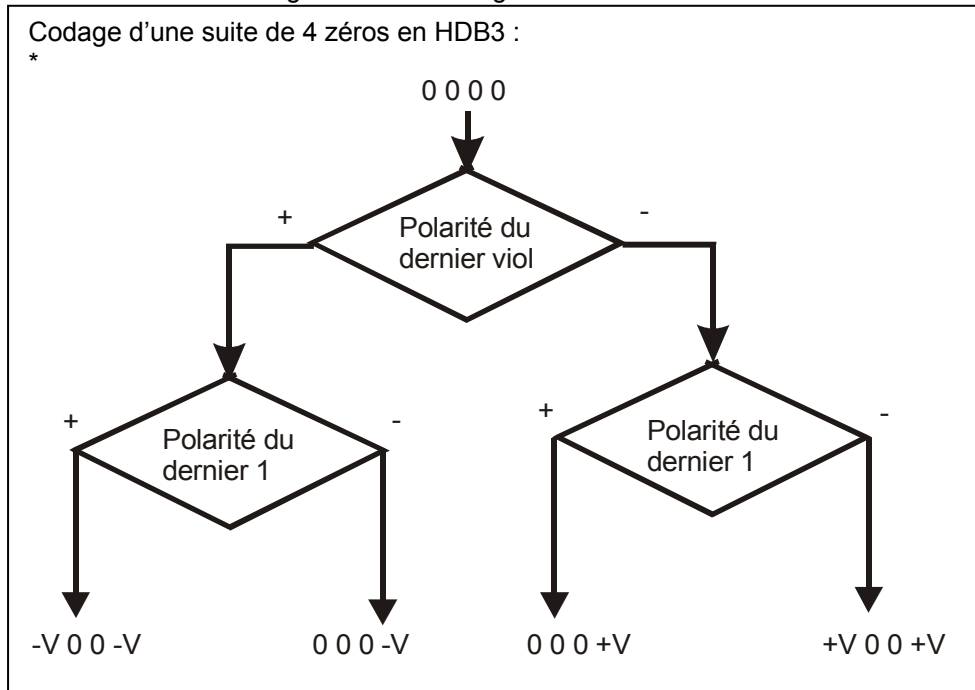 Codage d’une suite de 4 zéros en HDB3 :
*
0 0 0 0
+
-
Polarité du
dernier viol
+
-
+
-
Polarité du
dernier 1
Polarité du
dernier 1
-V 0 0 -V
0 0 0 -V
0 0 0 +V
+V 0 0 +V